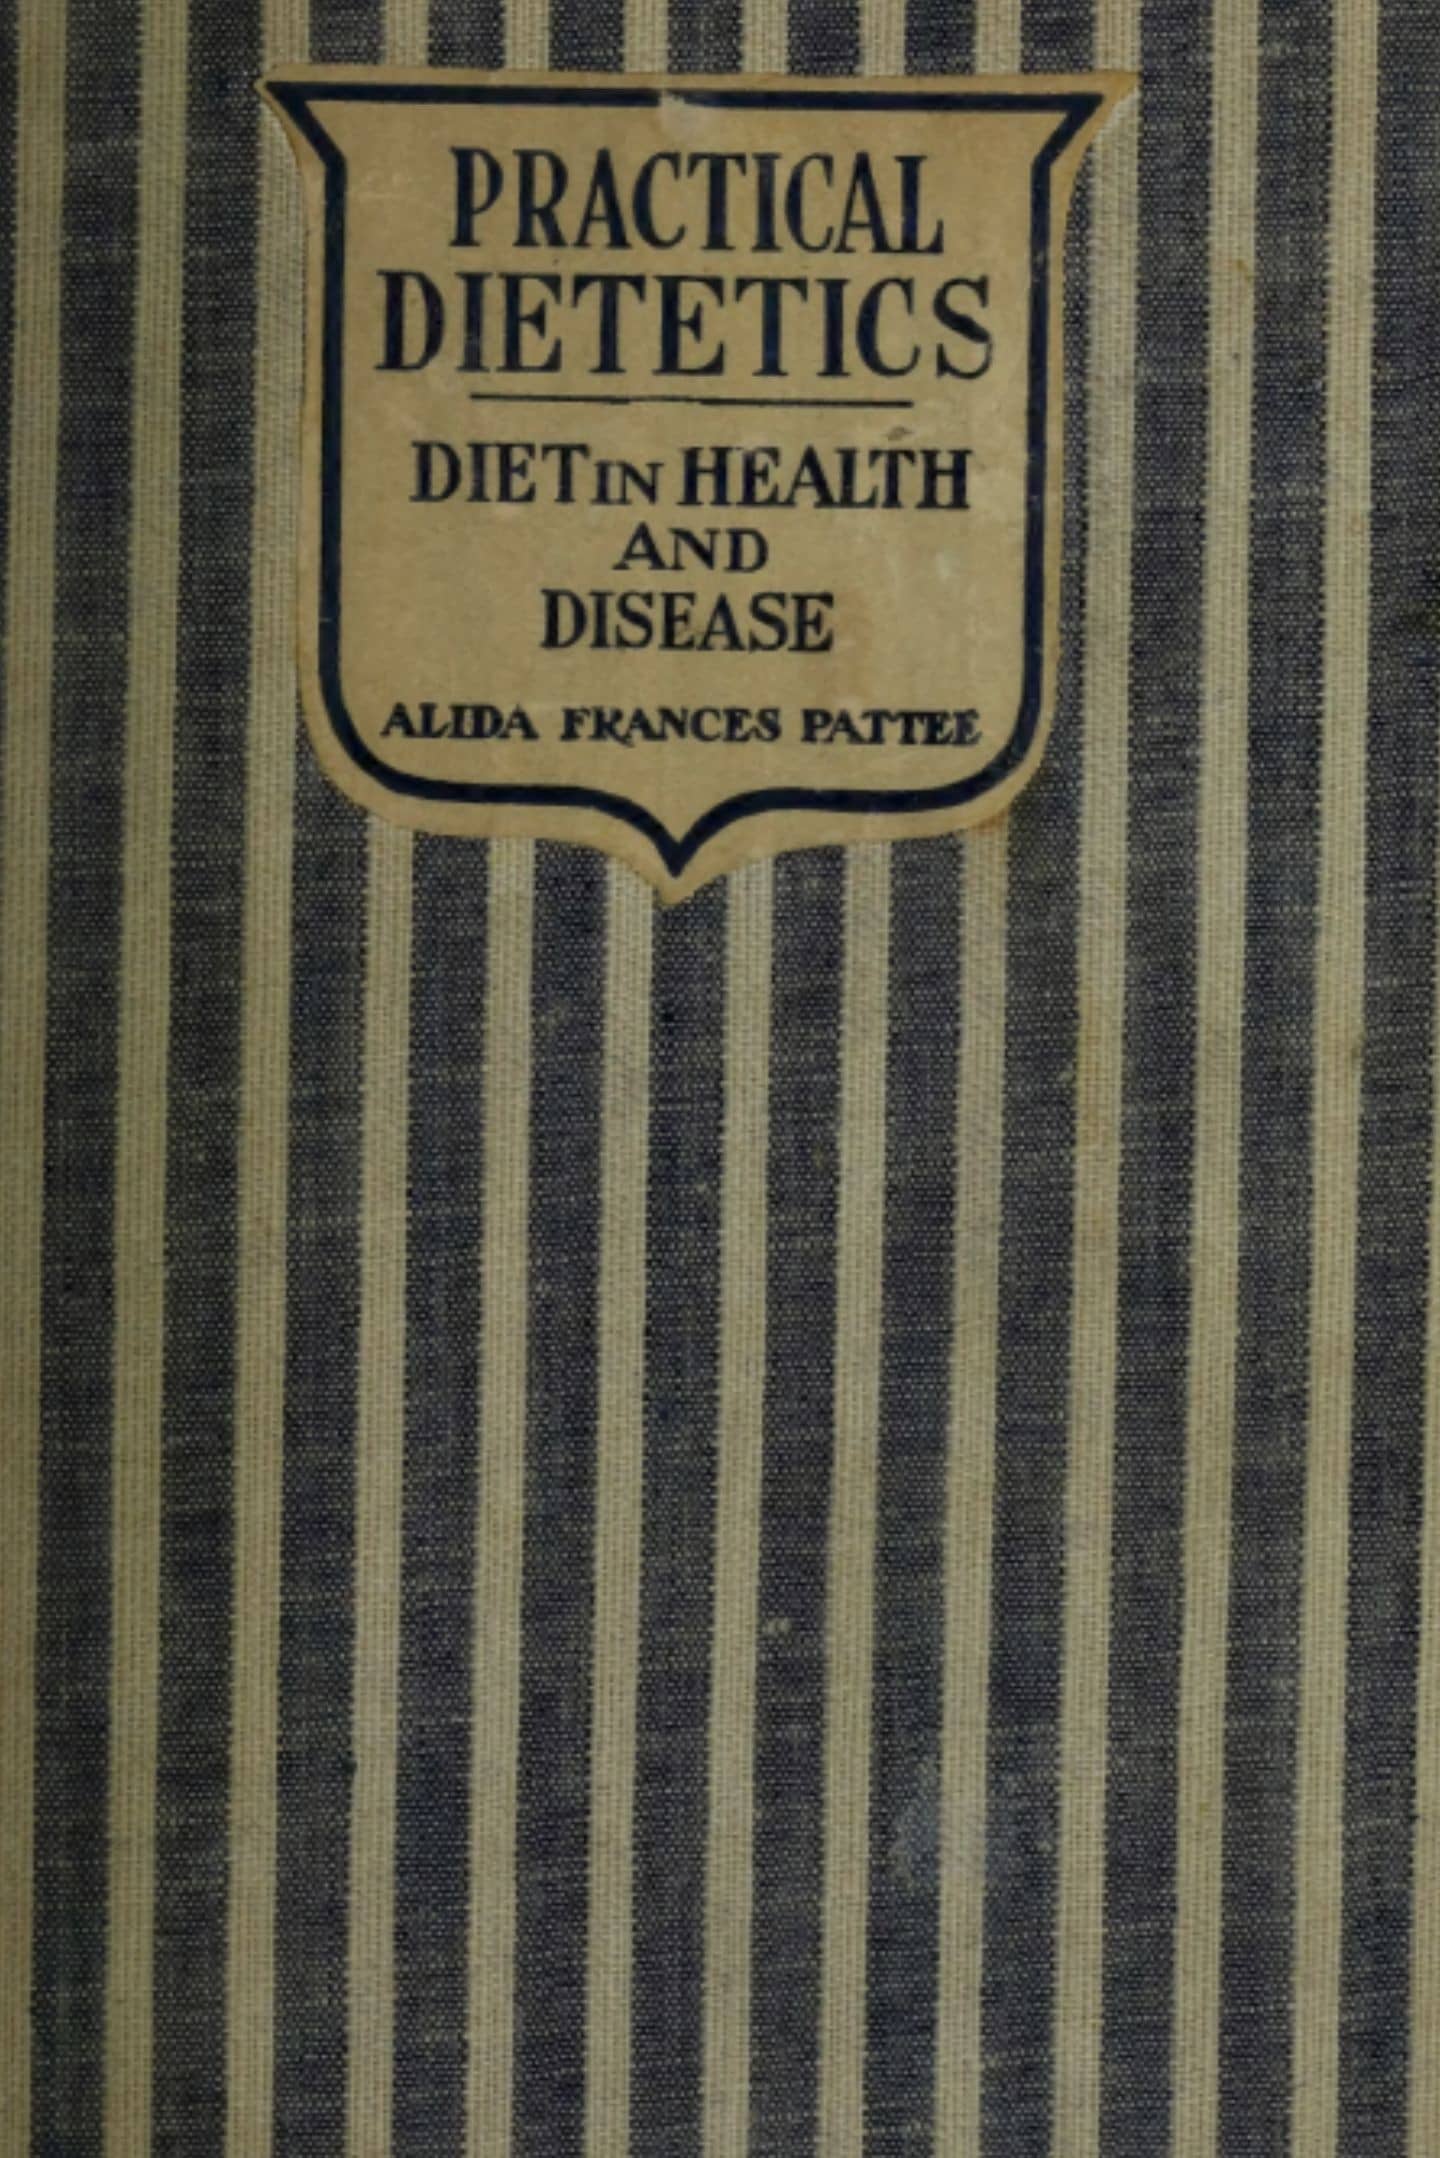 PRACTICAL
DIETETICS
DIET IN HEALTH
AND
DISEASE
ALIDA FRANCES PATTEE